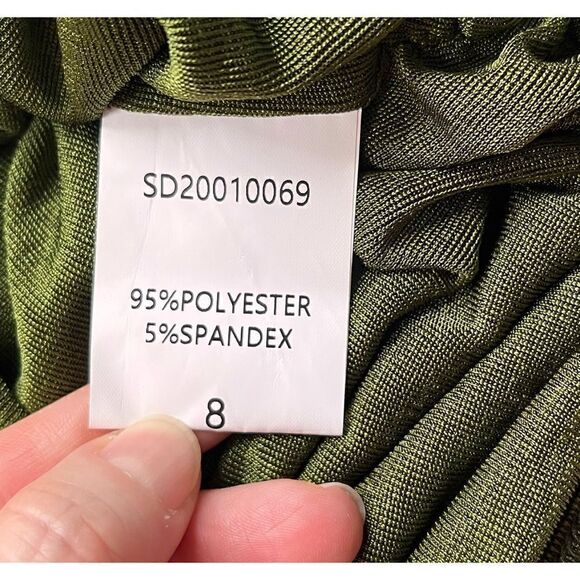 SD20010069
95%POLYESTER
5%SPANDEX
8